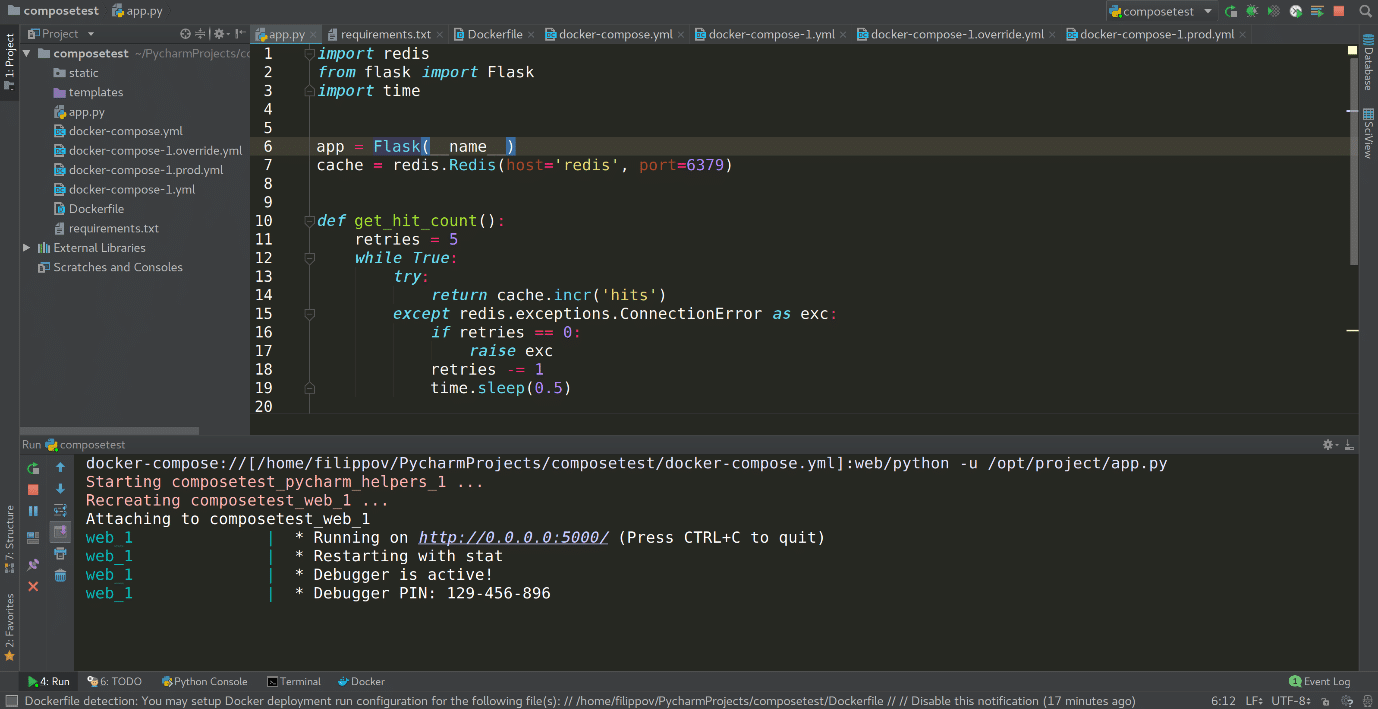 composetest app.py
composetest
1: Project
Project
app.py
requirements.txt
Dockerfile
docker-compose.yml
docker-compose-1.yml
docker-compose-1.override.yml
docker-compose-1.prod.yml
composetest ~/PycharmProjects/co
static
templates
app.py
docker-compose.yml
docker-compose-1.override.yml
docker-compose-1.prod.yml
docker-compose-1.yml
Dockerfile
requirements.txt
External Libraries
Scratches and Consoles
1 import redis
2 from flask import Flask
3 import time
4
5
6 app = Flask(__name__)
7 cache = redis.Redis(host='redis', port=6379)
8
9
10 def get_hit_count():
11 retries = 5
12 while True:
13 try:
14 return cache.incr('hits')
15 except redis.exceptions.ConnectionError as exc:
16 if retries == 0:
17 raise exc
18 retries -= 1
19 time.sleep(0.5)
20
Database
SciView
Run composetest
docker-compose://[/home/filippov/PycharmProjects/composetest/docker-compose.yml]:web/python -u /opt/project/app.py
Starting composetest_pycharm_helpers_1 ...
Recreating composetest_web_1 ...
Attaching to composetest_web_1
web_1 | * Running on http://0.0.0.0:5000/ (Press CTRL+C to quit)
web_1 | * Restarting with stat
web_1 | * Debugger is active!
web_1 | * Debugger PIN: 129-456-896
7: Structure
2: Favorites
4: Run
6: TODO
Python Console
Terminal
Docker
1 Event Log
Dockerfile detection: You may setup Docker deployment run configuration for the following file(s): // /home/filippov/PycharmProjects/composetest/Dockerfile // // Disable this notification (17 minutes ago)
6:12 LF UTF-8